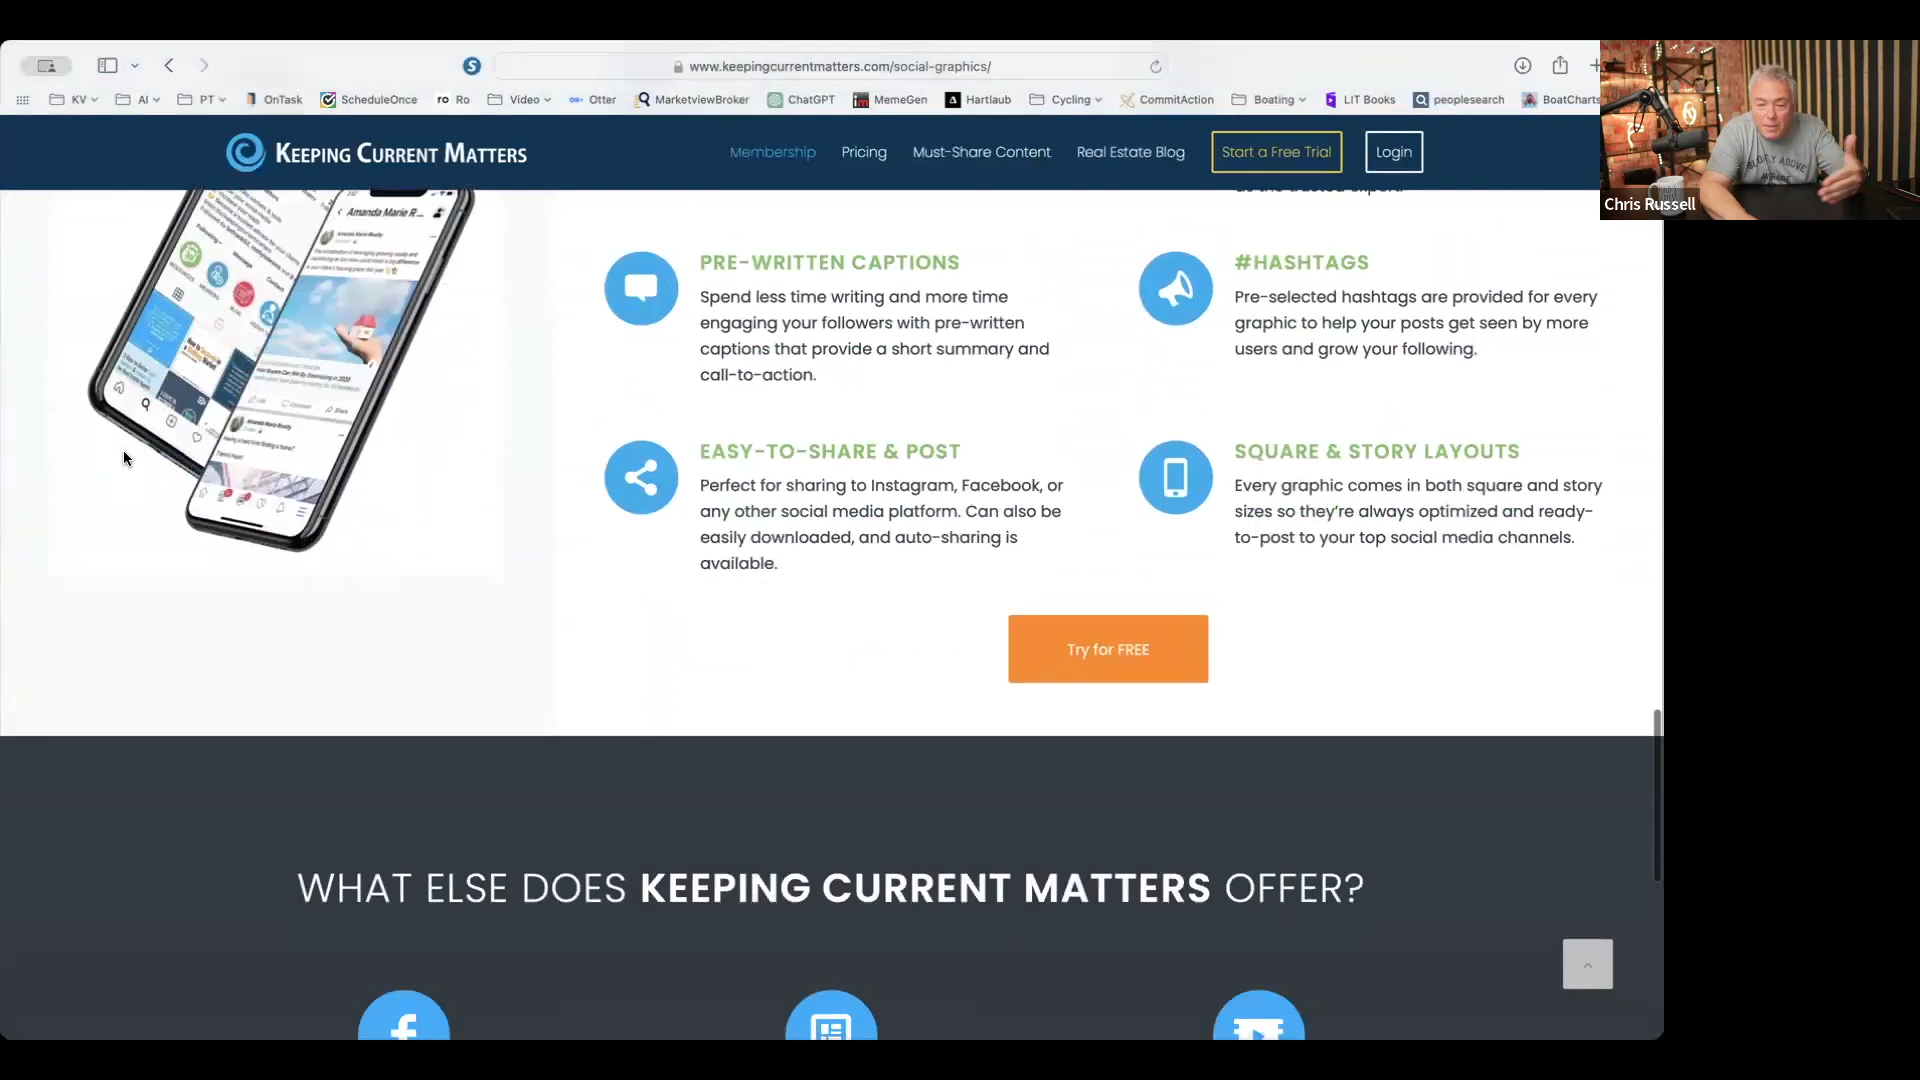 www.keepingcurrentmatters.com/social-graphics/
KV AI PT OnTask ScheduleOnce ro Ro Video Otter MarketviewBroker ChatGPT MemeGen Hartlaub Cycling CommitAction Boating LIT Books peoplesearch BoatCharts
KEEPING CURRENT MATTERS
Membership Pricing Must-Share Content Real Estate Blog Start a Free Trial Login
Chris Russell
Amanda Marie R...
PRE-WRITTEN CAPTIONS
Spend less time writing and more time
engaging your followers with pre-written
captions that provide a short summary and
call-to-action.
#HASHTAGS
Pre-selected hashtags are provided for every
graphic to help your posts get seen by more
users and grow your following.
EASY-TO-SHARE & POST
Perfect for sharing to Instagram, Facebook, or
any other social media platform. Can also be
easily downloaded, and auto-sharing is
available.
SQUARE & STORY LAYOUTS
Every graphic comes in both square and story
sizes so they're always optimized and ready-
to-post to your top social media channels.
Try for FREE
WHAT ELSE DOES KEEPING CURRENT MATTERS OFFER?